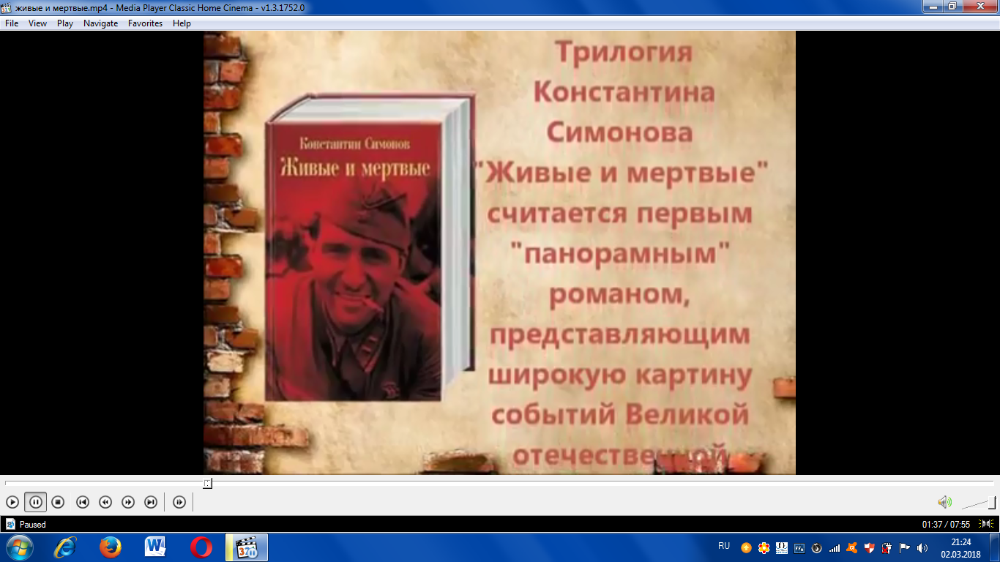 живые и мертвые.mp4 - Media Player Classic Home Cinema - v1.3.1752.0
File View Play Navigate Favorites Help
Константин Симонов
Живые и мертвые
Трилогия
Константина
Симонова
"Живые и мертвые"
считается первым
"панорамным"
романом,
представляющим
широкую картину
событий Великой
отечественной
Paused
01:37 / 07:55
RU
21:24
02.03.2018